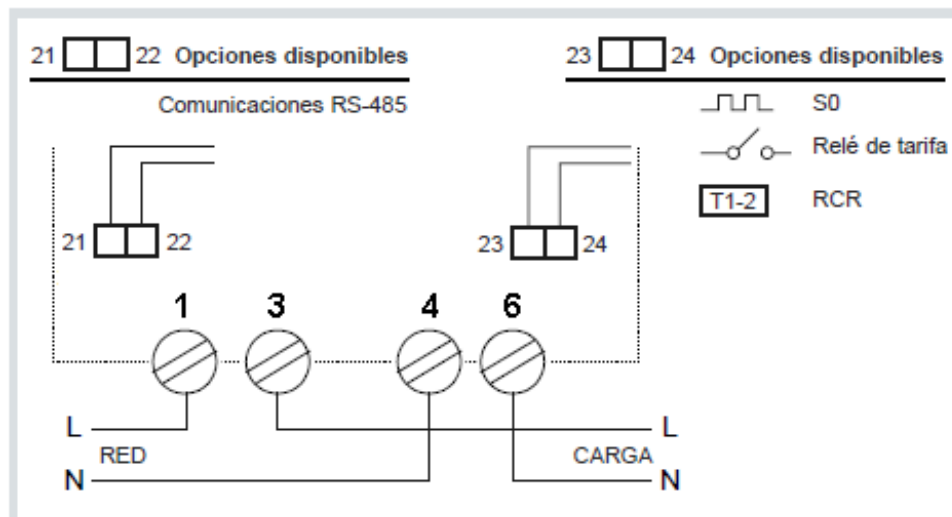 21 22 Opciones disponibles
23 24 Opciones disponibles
Comunicaciones RS-485
S0
Relé de tarifa
T1-2 RCR
21 22
23 24
1 3 4 6
L L
RED CARGA
N N